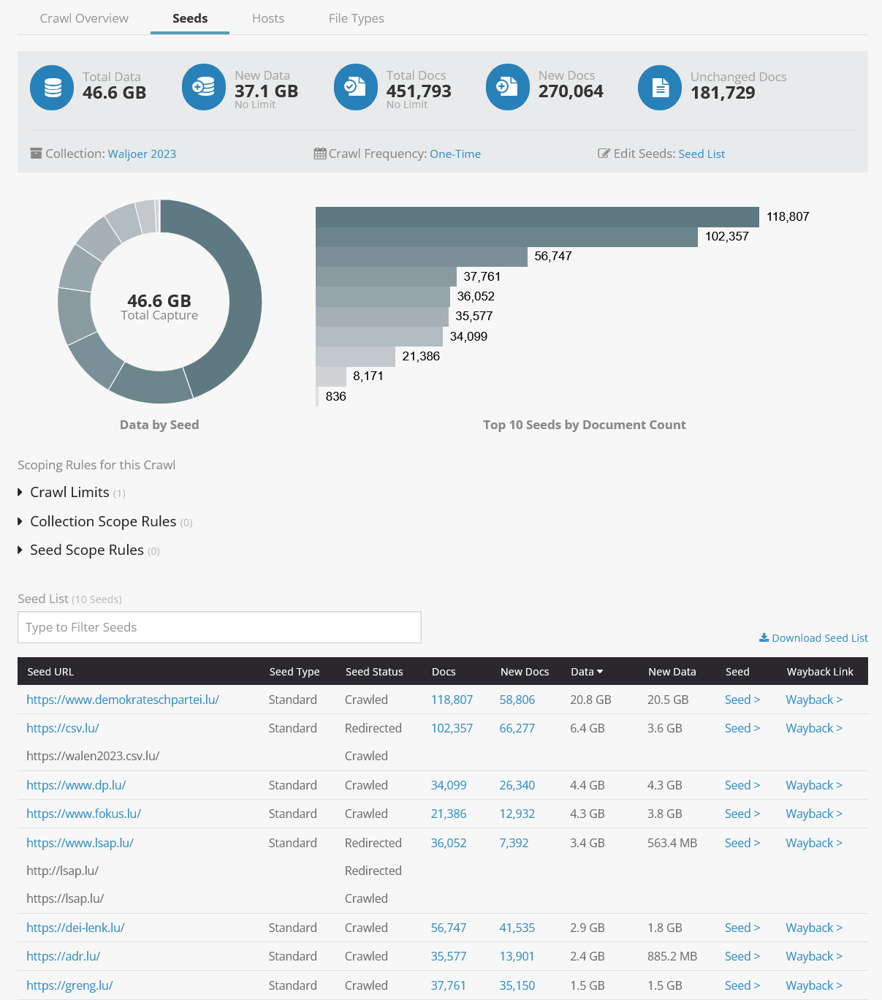 Crawl Overview Seeds Hosts File Types
Total Data
46.6 GB
New Data
37.1 GB
No Limit
Total Docs
451,793
No Limit
New Docs
270,064
Unchanged Docs
181,729
Collection: Waljoer 2023
Crawl Frequency: One-Time
Edit Seeds: Seed List
46.6 GB
Total Capture
Data by Seed
118,807
102,357
56,747
37,761
36,052
35,577
34,099
21,386
8,171
836
Top 10 Seeds by Document Count
Scoping Rules for this Crawl
Crawl Limits (1)
Collection Scope Rules (0)
Seed Scope Rules (0)
Seed List (10 Seeds)
Type to Filter Seeds
Download Seed List
Seed URL Seed Type Seed Status Docs New Docs Data New Data Seed Wayback Link
https://www.demokrateschpartei.lu/ Standard Crawled 118,807 58,806 20.8 GB 20.5 GB Seed > Wayback >
https://csv.lu/ Standard Redirected 102,357 66,277 6.4 GB 3.6 GB Seed > Wayback >
https://walen2023.csv.lu/ Crawled
https://www.dp.lu/ Standard Crawled 34,099 26,340 4.4 GB 4.3 GB Seed > Wayback >
https://www.fokus.lu/ Standard Crawled 21,386 12,932 4.3 GB 3.8 GB Seed > Wayback >
https://www.lsap.lu/ Standard Redirected 36,052 7,392 3.4 GB 563.4 MB Seed > Wayback >
http://lsap.lu/ Redirected
https://lsap.lu/ Crawled
https://dei-lenk.lu/ Standard Crawled 56,747 41,535 2.9 GB 1.8 GB Seed > Wayback >
https://adr.lu/ Standard Crawled 35,577 13,901 2.4 GB 885.2 MB Seed > Wayback >
https://greng.lu/ Standard Crawled 37,761 35,150 1.5 GB 1.5 GB Seed > Wayback >